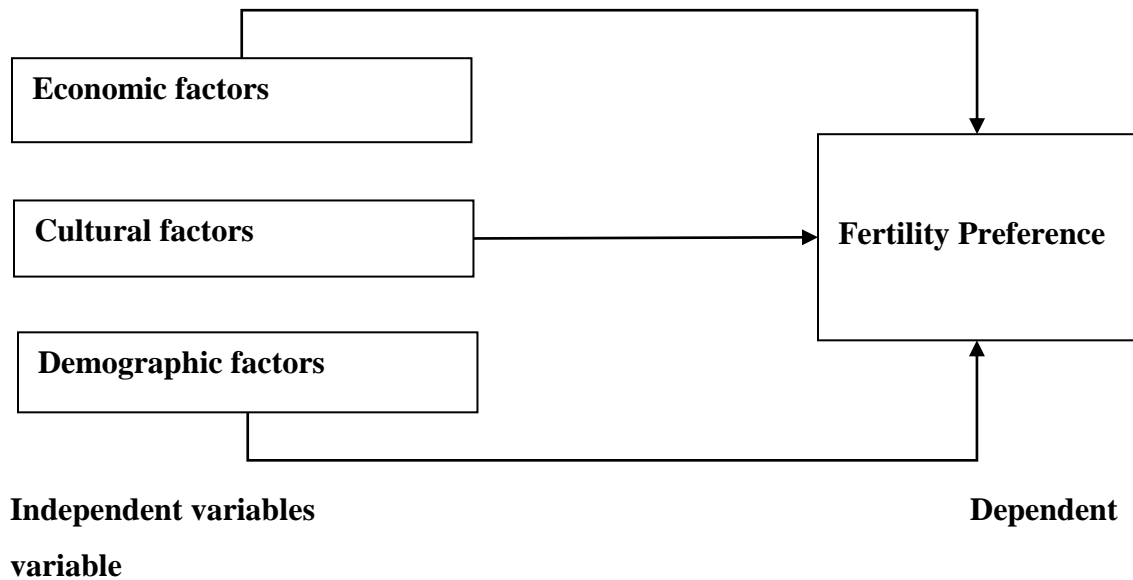 Economic factors
Cultural factors
Fertility Preference
Demographic factors
Independent variables Dependent
variable